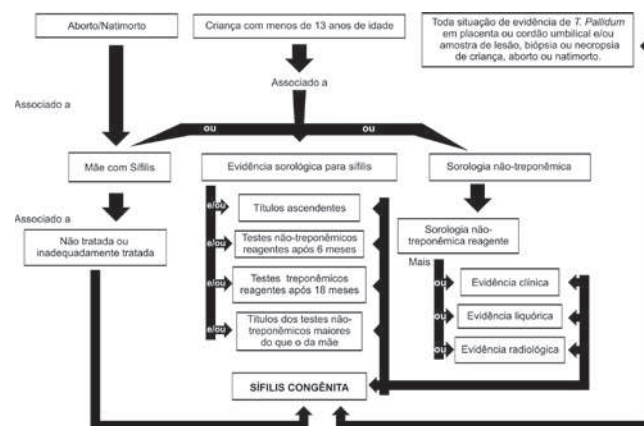 Aborto/Natimorto
Criança com menos de 13 anos de idade
Toda situação de evidência de T. Pallidum
em placenta ou cordão umbilical e/ou
amostra de lesão, biópsia ou necropsia
de criança, aborto ou natimorto.
Associado a
Associado a
ou
ou
Mãe com Sífilis
Evidência sorológica para sífilis
Sorologia não-treponêmica
Associado a
Não tratada ou
inadequadamente tratada
e/ou
Títulos ascendentes
e/ou
Testes não-treponêmicos
reagentes após 6 meses
e/ou
Testes treponêmicos
reagentes após 18 meses
e/ou
Títulos dos testes não-
treponêmicos maiores
do que o da mãe
Sorologia não-
treponêmica reagente
Mais
ou
Evidência clínica
ou
Evidência liquórica
ou
Evidência radiológica
SÍFILIS CONGÊNITA